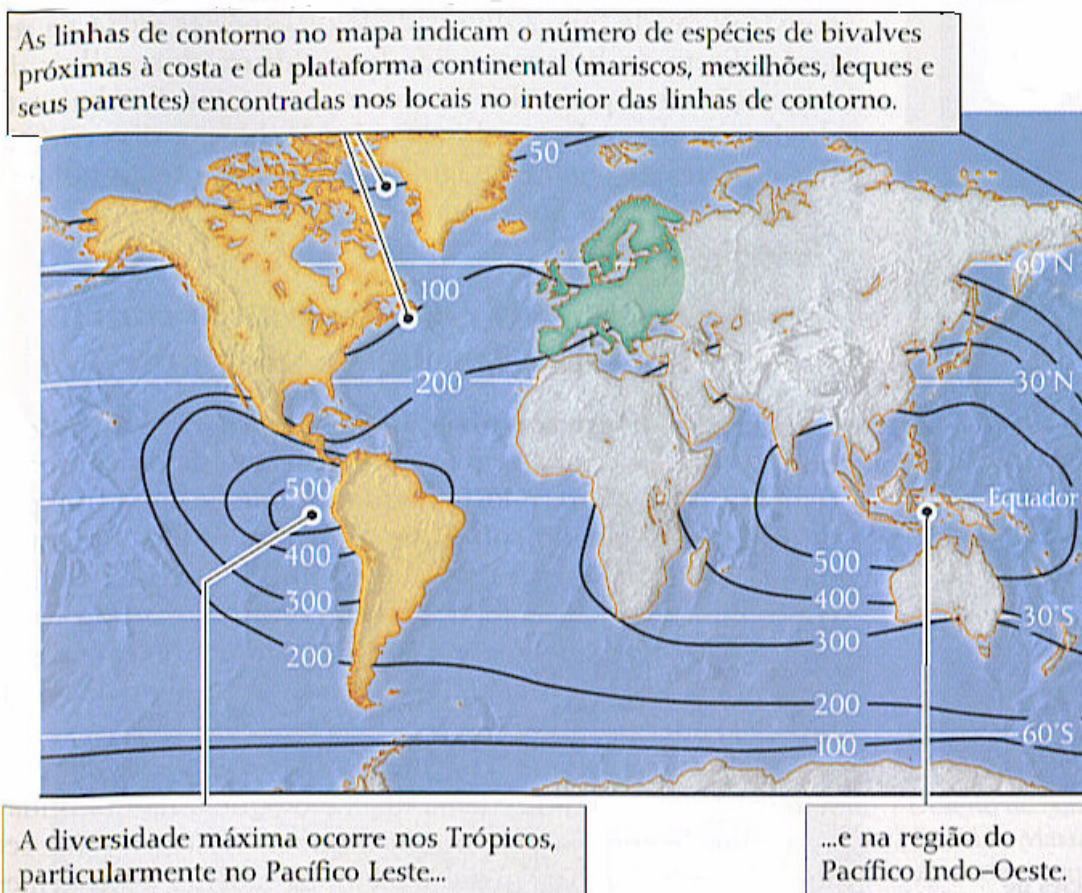 As linhas de contorno no mapa indicam o número de espécies de bivalves
próximas à costa e da plataforma continental (mariscos, mexilhões, leques e
seus parentes) encontradas nos locais no interior das linhas de contorno.
50
60°N
100
200
30°N
500
Equador
400
500
300
400
30°S
300
200
200
60°S
100
A diversidade máxima ocorre nos Trópicos,
particularmente no Pacífico Leste...
...e na região do
Pacífico Indo–Oeste.